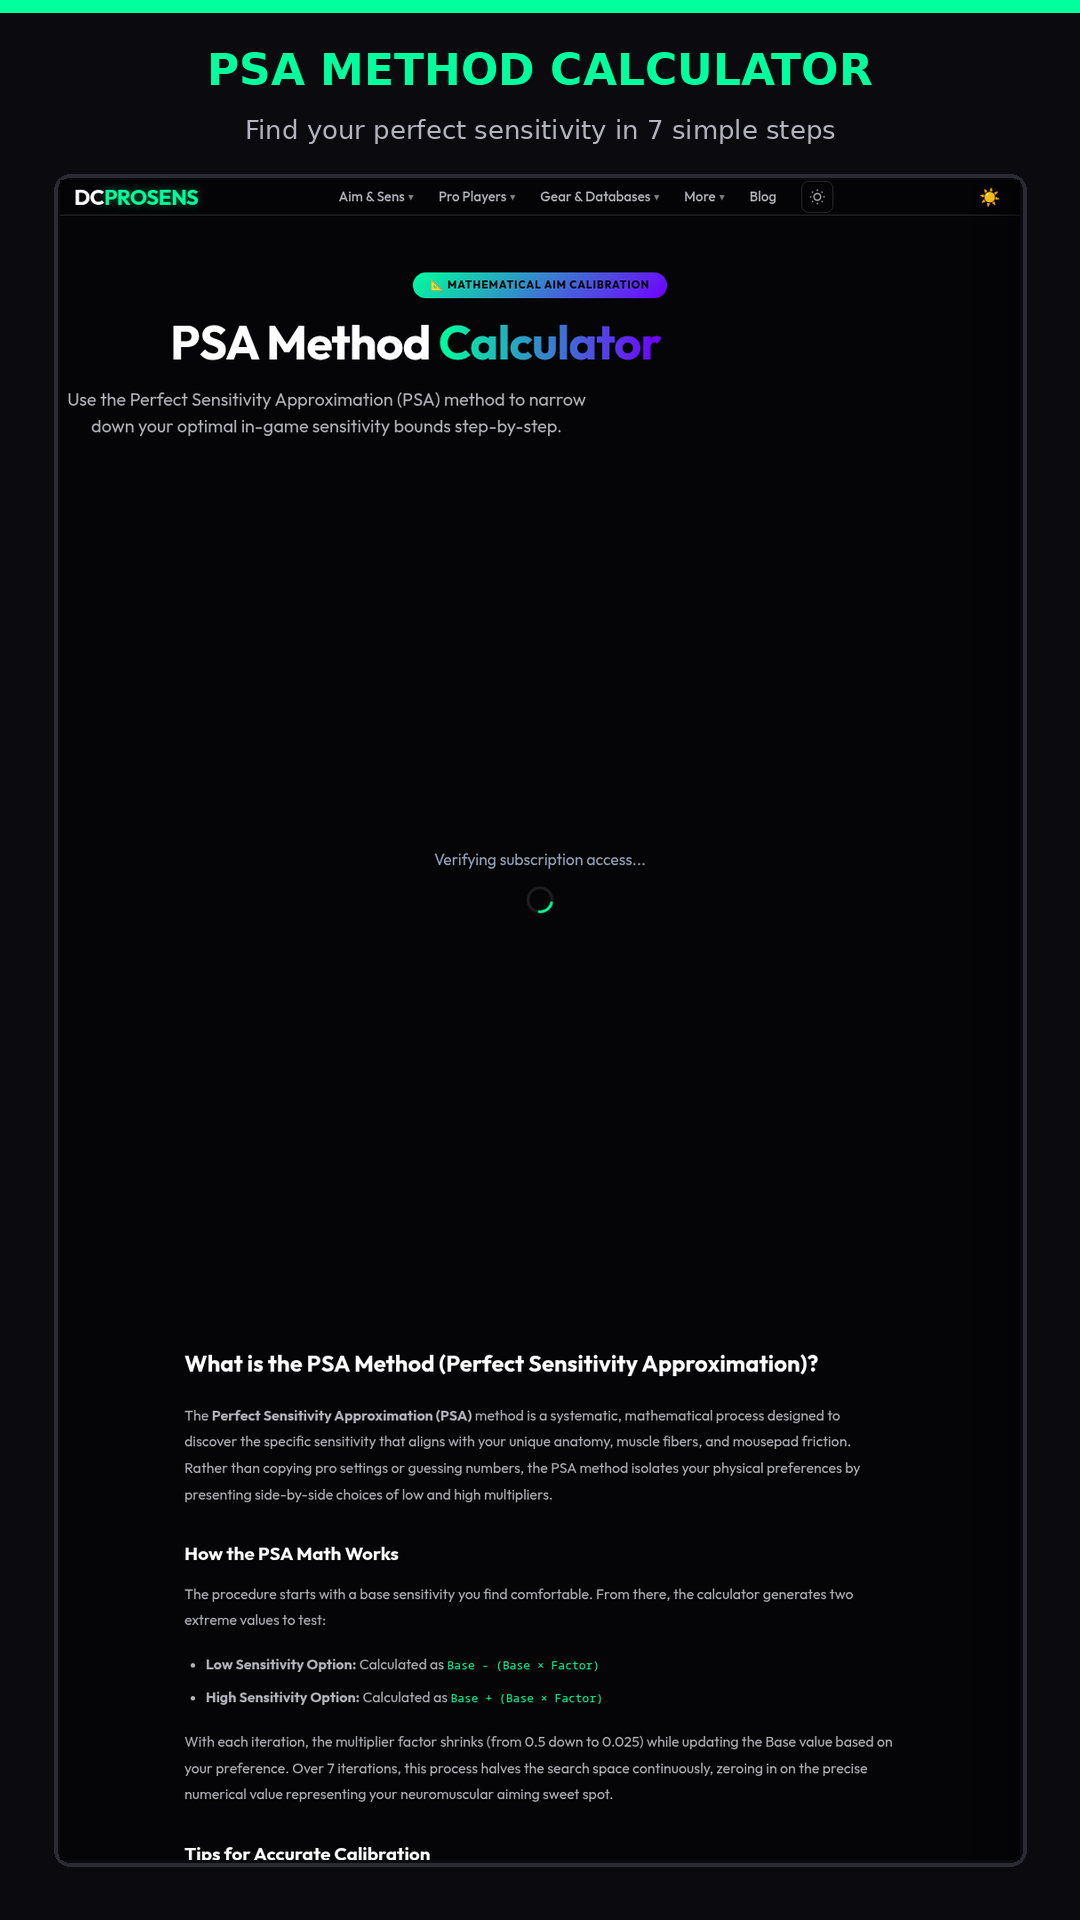 PSA METHOD CALCULATOR
Find your perfect sensitivity in 7 simple steps
DCPROSENS
Aim & Sens ▾
Pro Players ▾
Gear & Databases ▾
More ▾
Blog
MATHEMATICAL AIM CALIBRATION
PSA Method Calculator
Use the Perfect Sensitivity Approximation (PSA) method to narrow
down your optimal in-game sensitivity bounds step-by-step.
Verifying subscription access...
What is the PSA Method (Perfect Sensitivity Approximation)?
The Perfect Sensitivity Approximation (PSA) method is a systematic, mathematical process designed to
discover the specific sensitivity that aligns with your unique anatomy, muscle fibers, and mousepad friction.
Rather than copying pro settings or guessing numbers, the PSA method isolates your physical preferences by
presenting side-by-side choices of low and high multipliers.
How the PSA Math Works
The procedure starts with a base sensitivity you find comfortable. From there, the calculator generates two
extreme values to test:
• Low Sensitivity Option: Calculated as Base - (Base × Factor)
• High Sensitivity Option: Calculated as Base + (Base × Factor)
With each iteration, the multiplier factor shrinks (from 0.5 down to 0.025) while updating the Base value based on
your preference. Over 7 iterations, this process halves the search space continuously, zeroing in on the precise
numerical value representing your neuromuscular aiming sweet spot.
Tips for Accurate Calibration